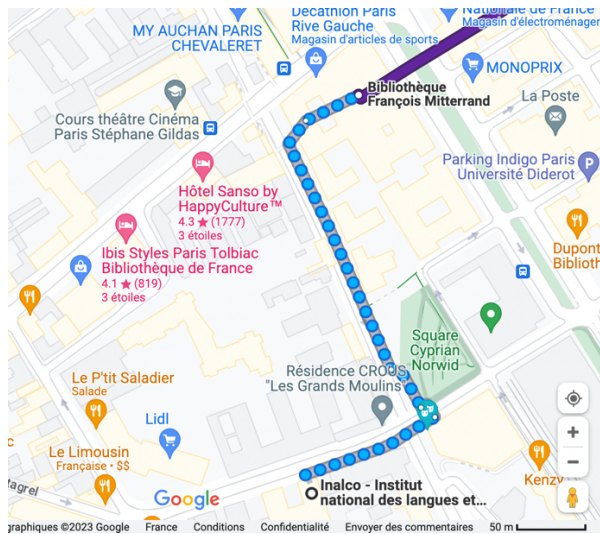 MY AUCHAN PARIS
CHEVALERET
Décathlon Paris
Rive Gauche
Magasin d'articles de sports
Nationale de France
Magasin d'électroménager
MONOPRIX
Bibliothèque
François Mitterrand
La Poste
Cours théâtre Cinéma
Paris Stéphane Gildas
Parking Indigo Paris
Université Diderot
Hôtel Sanso by
HappyCulture™
4.3 ★ (1777)
3 étoiles
Ibis Styles Paris Tolbiac
Bibliothèque de France
4.1 ★ (819)
3 étoiles
Dupont
Biblioth
Square
Cyprian
Norwid
Résidence CROUS
"Les Grands Moulins
Le P'tit Saladier
Salade
Lidl
Le Limousin
Française • $$
tagrel
Kenzy
Inalco - Institut
national des langues et...
Google
graphiques ©2023 Google France Conditions Confidentialité Envoyer des commentaires 50 m